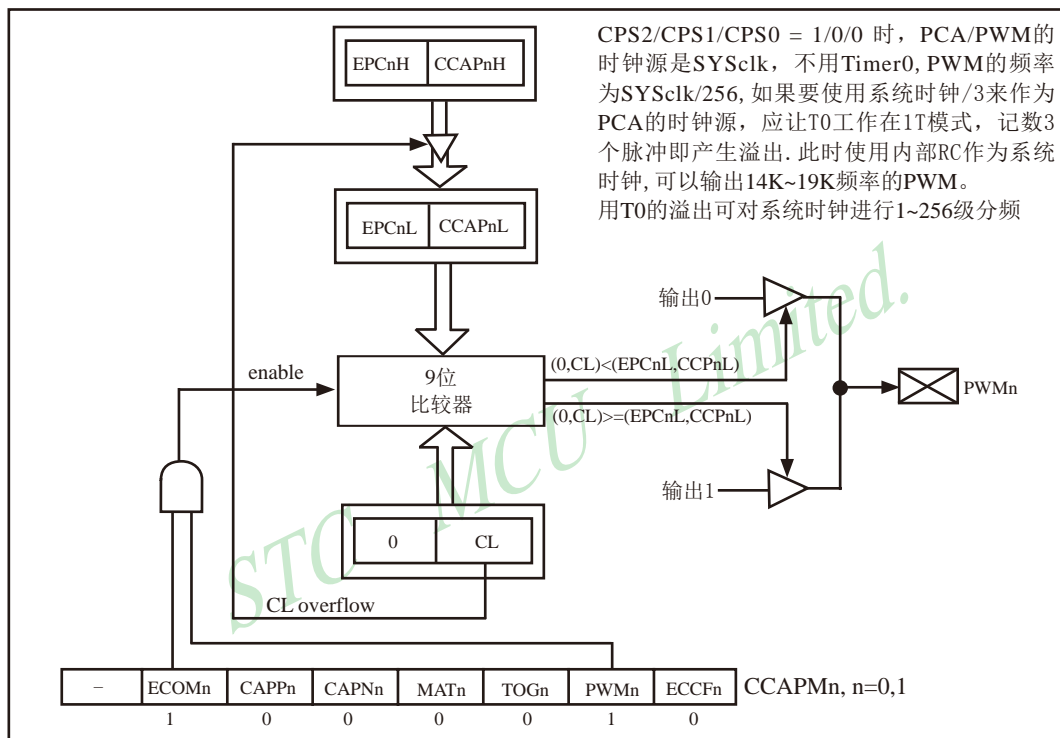 CPS2/CPS1/CPS0 = 1/0/0 时，PCA/PWM的
时钟源是SYSclk，不用Timer0, PWM的频率
为SYSclk/256, 如果要使用系统时钟/3来作为
PCA的时钟源，应让T0工作在1T模式，记数3
个脉冲即产生溢出. 此时使用内部RC作为系统
时钟, 可以输出14K~19K频率的PWM。
用T0的溢出可对系统时钟进行1~256级分频
EPCnH CCAPnH
EPCnL CCAPnL
输出0
enable
9位
比较器
(0,CL)<(EPCnL,CCPnL)
(0,CL)>=(EPCnL,CCPnL)
PWMn
输出1
0 CL
CL overflow
STC MCU Limited.
– ECOMn CAPPn CAPNn MATn TOGn PWMn ECCFn CCAPMn, n=0,1
1 0 0 0 0 1 0